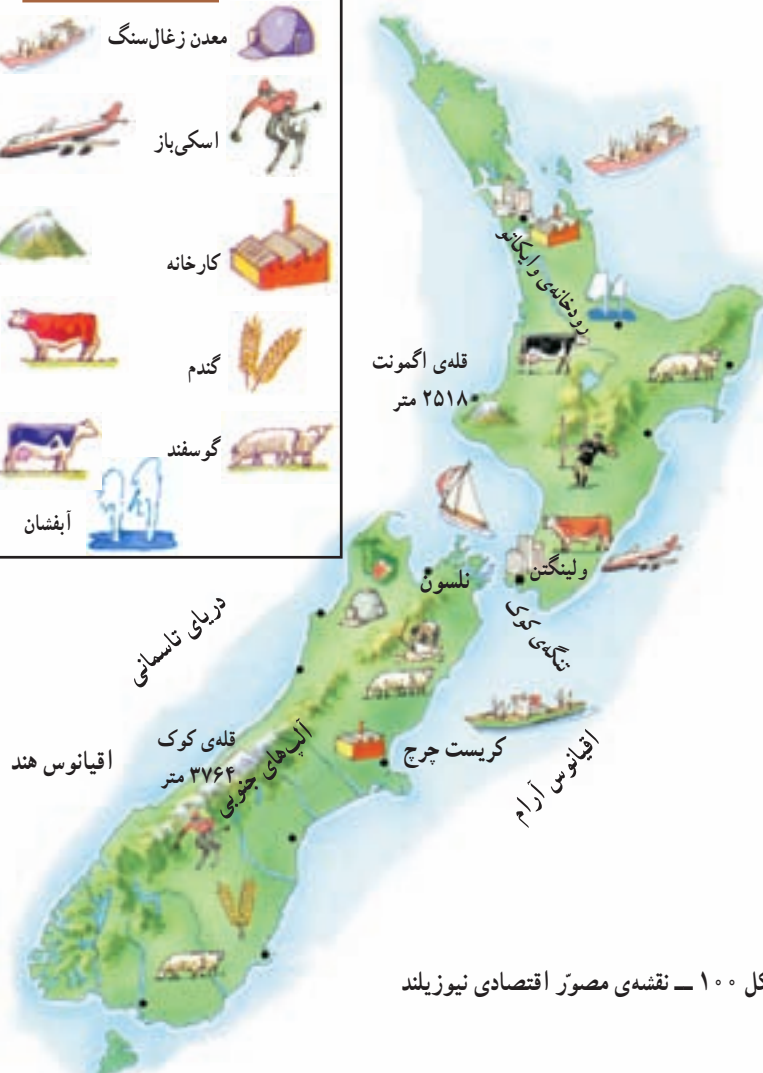 معدن زغال‌سنگ
اسکی‌باز
کارخانه
گندم
گوسفند
آبفشان
رودخانه‌ی وایکاتو
قله‌ی اگمونت
۲۵۱۸ متر
ولینگتن
نلسون
تنگه‌ی کوک
دریای تاسمانی
قله‌ی کوک
۳۷۶۴ متر
آلپ‌های جنوبی
کریست چرچ
اقیانوس هند
اقیانوس آرام
کل ۱۰۰ ــ نقشه‌ی مصوّر اقتصادی نیوزیلند